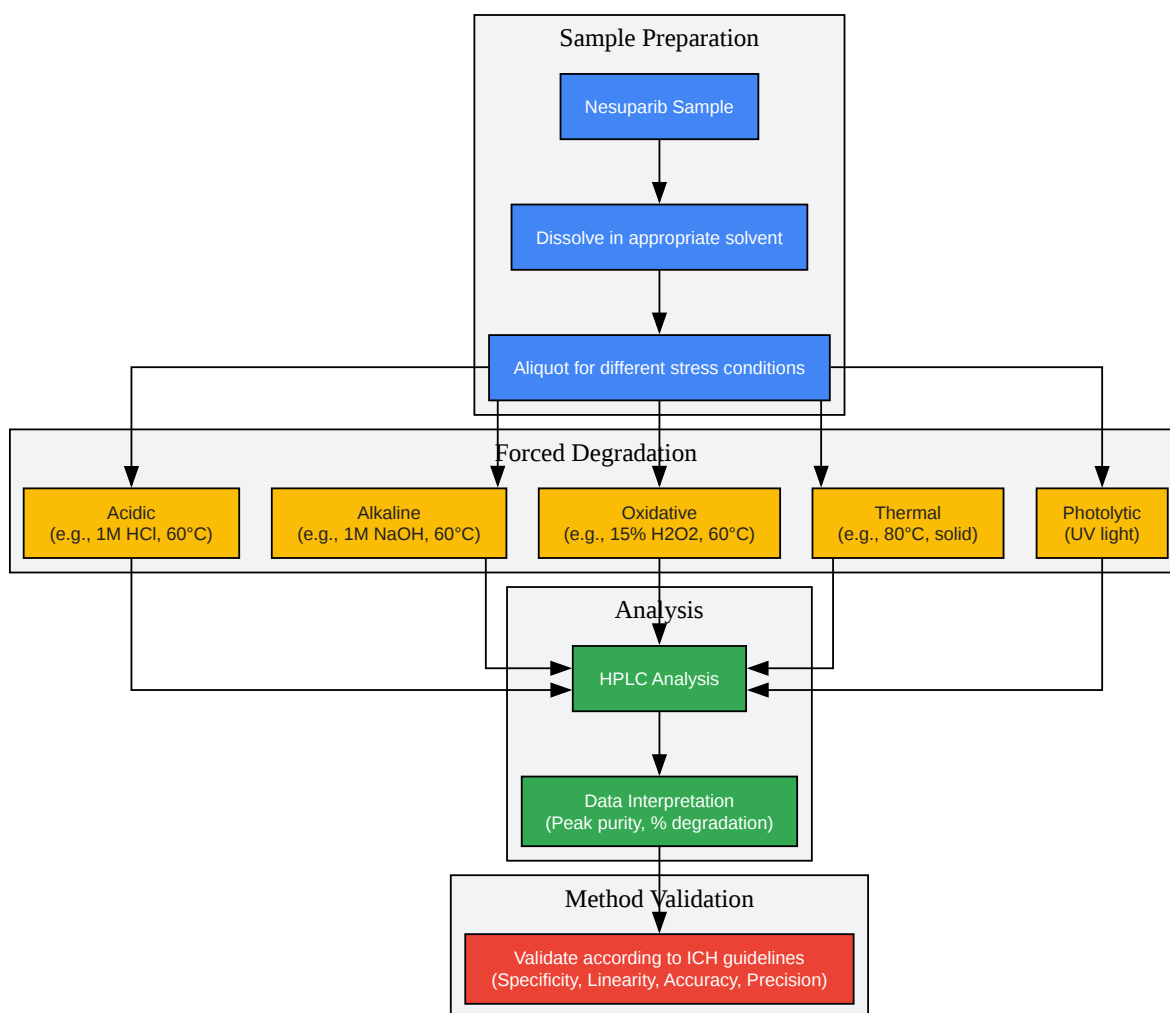 Sample Preparation
Nesuparib Sample
Dissolve in appropriate solvent
Aliquot for different stress conditions
Forced Degradation
Acidic
(e.g., 1M HCl, 60°C)
Alkaline
(e.g., 1M NaOH, 60°C)
Oxidative
(e.g., 15% H2O2, 60°C)
Thermal
(e.g., 80°C, solid)
Photolytic
(UV light)
Analysis
HPLC Analysis
Data Interpretation
(Peak purity, % degradation)
Method Validation
Validate according to ICH guidelines
(Specificity, Linearity, Accuracy, Precision)